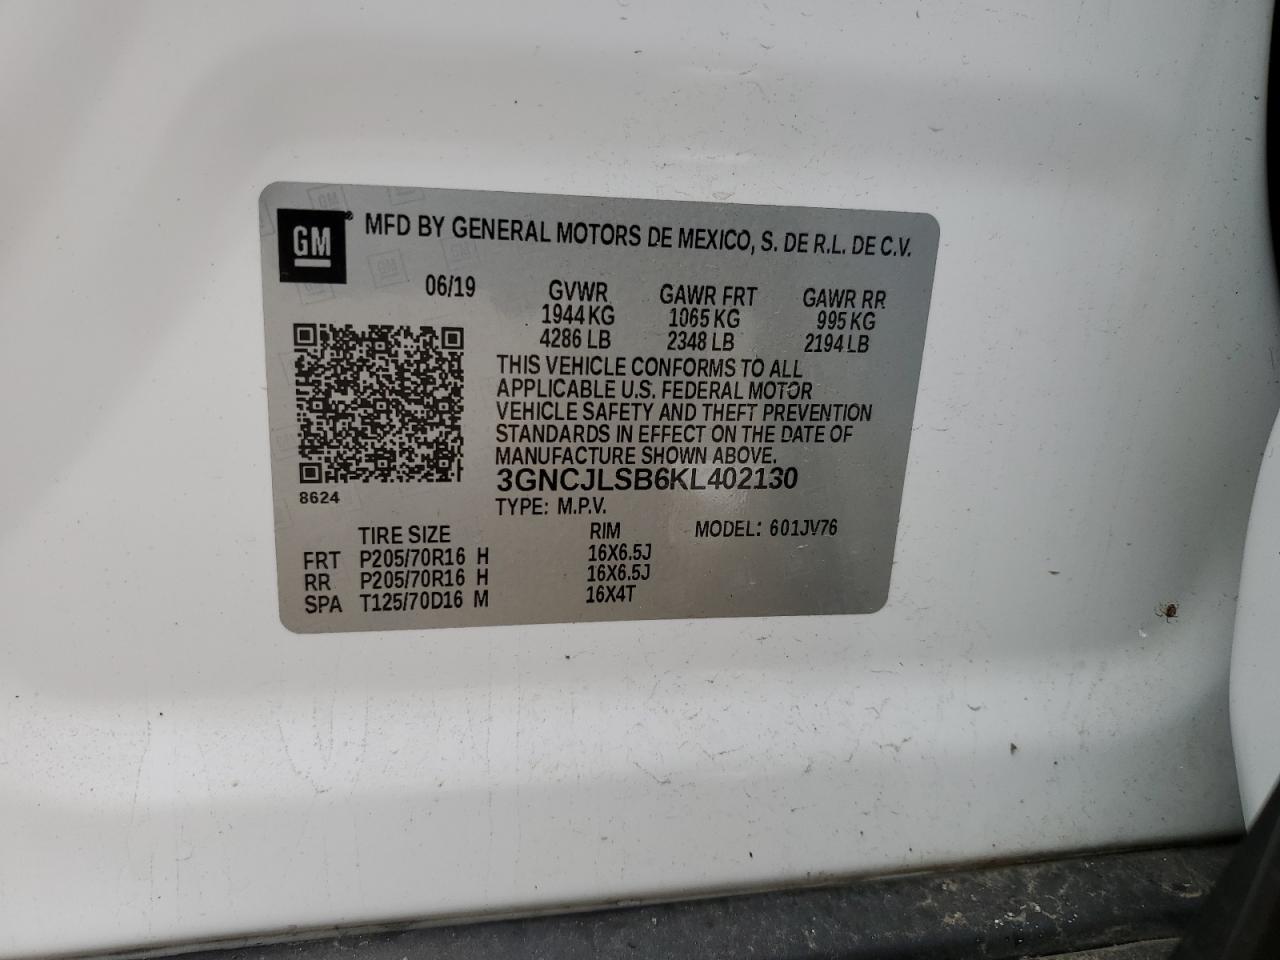 GM® MFD BY GENERAL MOTORS DE MEXICO, S. DE R.L. DE C.V.
06/19 GVWR GAWR FRT GAWR RR
1944 KG 1065 KG 995 KG
4286 LB 2348 LB 2194 LB
THIS VEHICLE CONFORMS TO ALL
APPLICABLE U.S. FEDERAL MOTOR
VEHICLE SAFETY AND THEFT PREVENTION
STANDARDS IN EFFECT ON THE DATE OF
MANUFACTURE SHOWN ABOVE.
3GNCJLSB6KL402130
8624 TYPE: M.P.V.
TIRE SIZE RIM MODEL: 601JV76
FRT P205/70R16 H 16X6.5J
RR P205/70R16 H 16X6.5J
SPA T125/70D16 M 16X4T